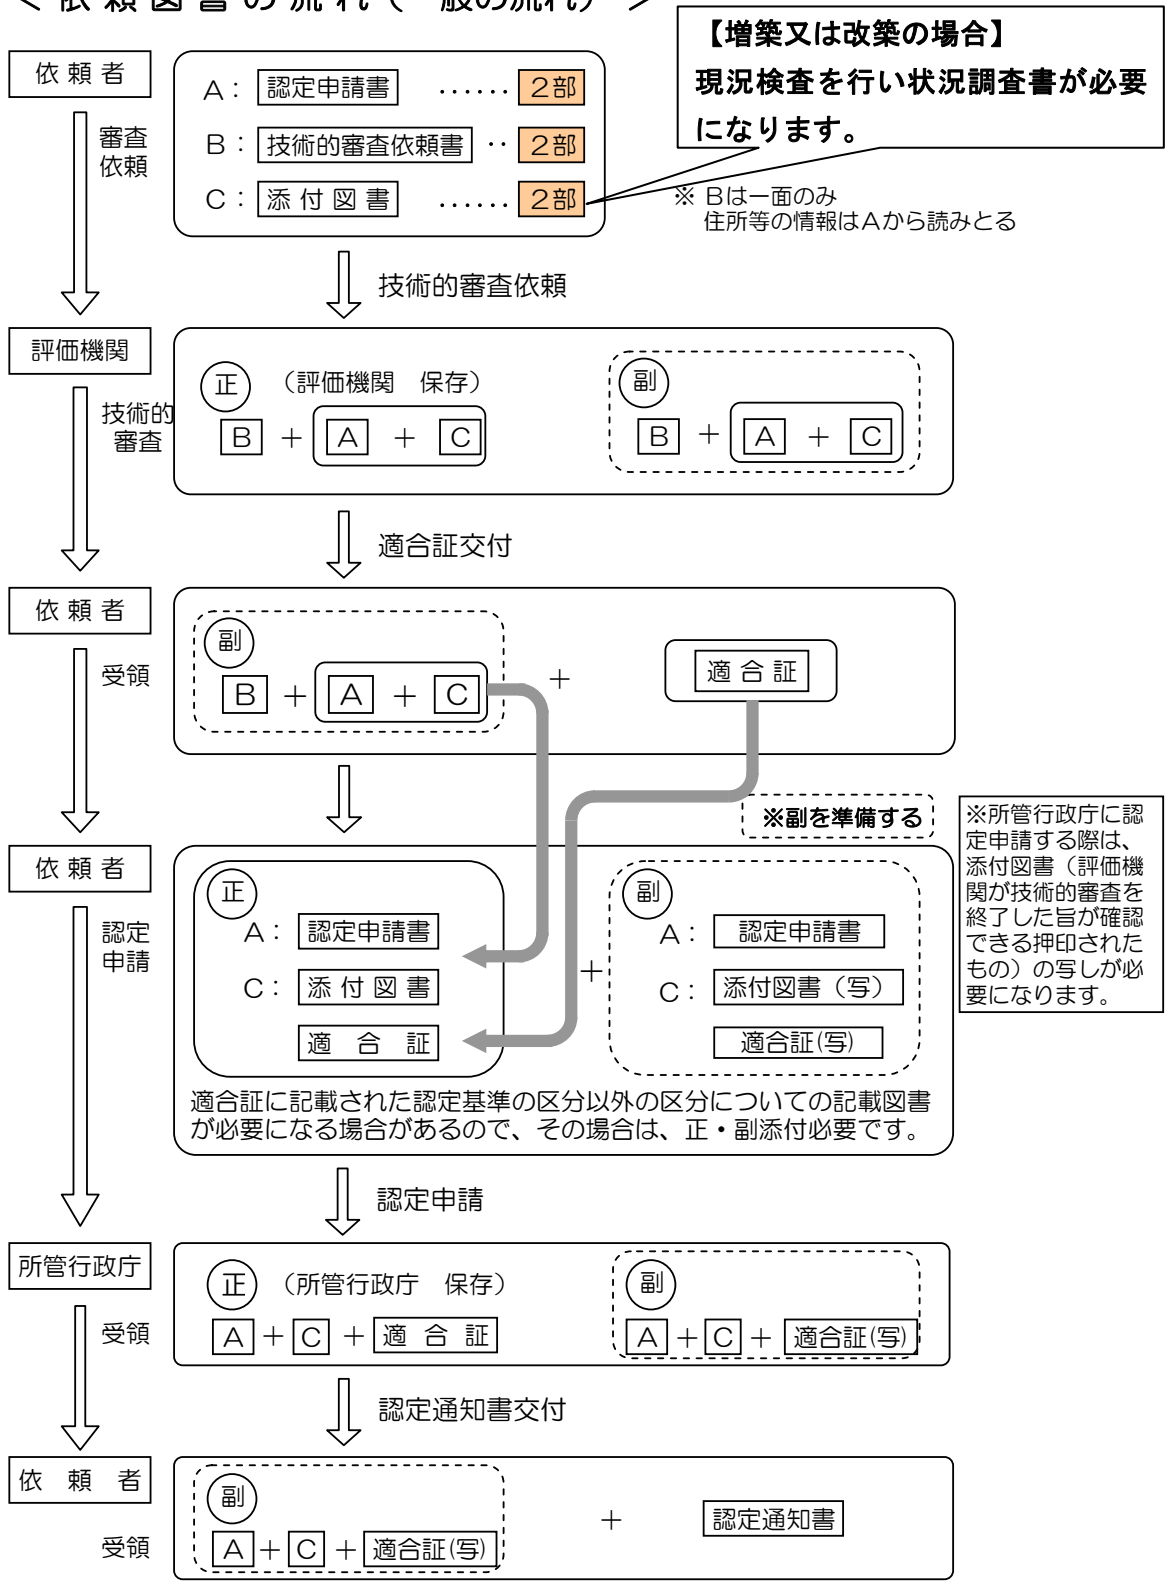 ＜依頼図書の流れ（一般の流れ）＞
【増築又は改築の場合】
現況検査を行い状況調査書が必要
になります。
依頼者
審査
依頼
A： 認定申請書 ‥‥‥ ２部
B： 技術的審査依頼書 ‥ ２部
C： 添付図書 ‥‥‥ ２部
※ Bは一面のみ
住所等の情報はAから読みとる
技術的審査依頼
評価機関
技術的
審査
正 （評価機関　保存）
B ＋ A ＋ C
副
B ＋ A ＋ C
適合証交付
依頼者
受領
副
B ＋ A ＋ C
＋
適合証
※副を準備する
※所管行政庁に認
定申請する際は、
添付図書（評価機
関が技術的審査を
終了した旨が確認
できる押印された
もの）の写しが必
要になります。
依頼者
認定
申請
正
A： 認定申請書
C： 添付図書
適　合　証
＋
副
A： 認定申請書
C： 添付図書（写）
適合証(写)
適合証に記載された認定基準の区分以外の区分についての記載図書
が必要になる場合があるので、その場合は、正・副添付必要です。
認定申請
所管行政庁
受領
正 （所管行政庁　保存）
A ＋ C ＋ 適　合　証
副
A ＋ C ＋ 適合証(写)
認定通知書交付
依　頼　者
受領
副
A ＋ C ＋ 適合証(写)
＋
認定通知書